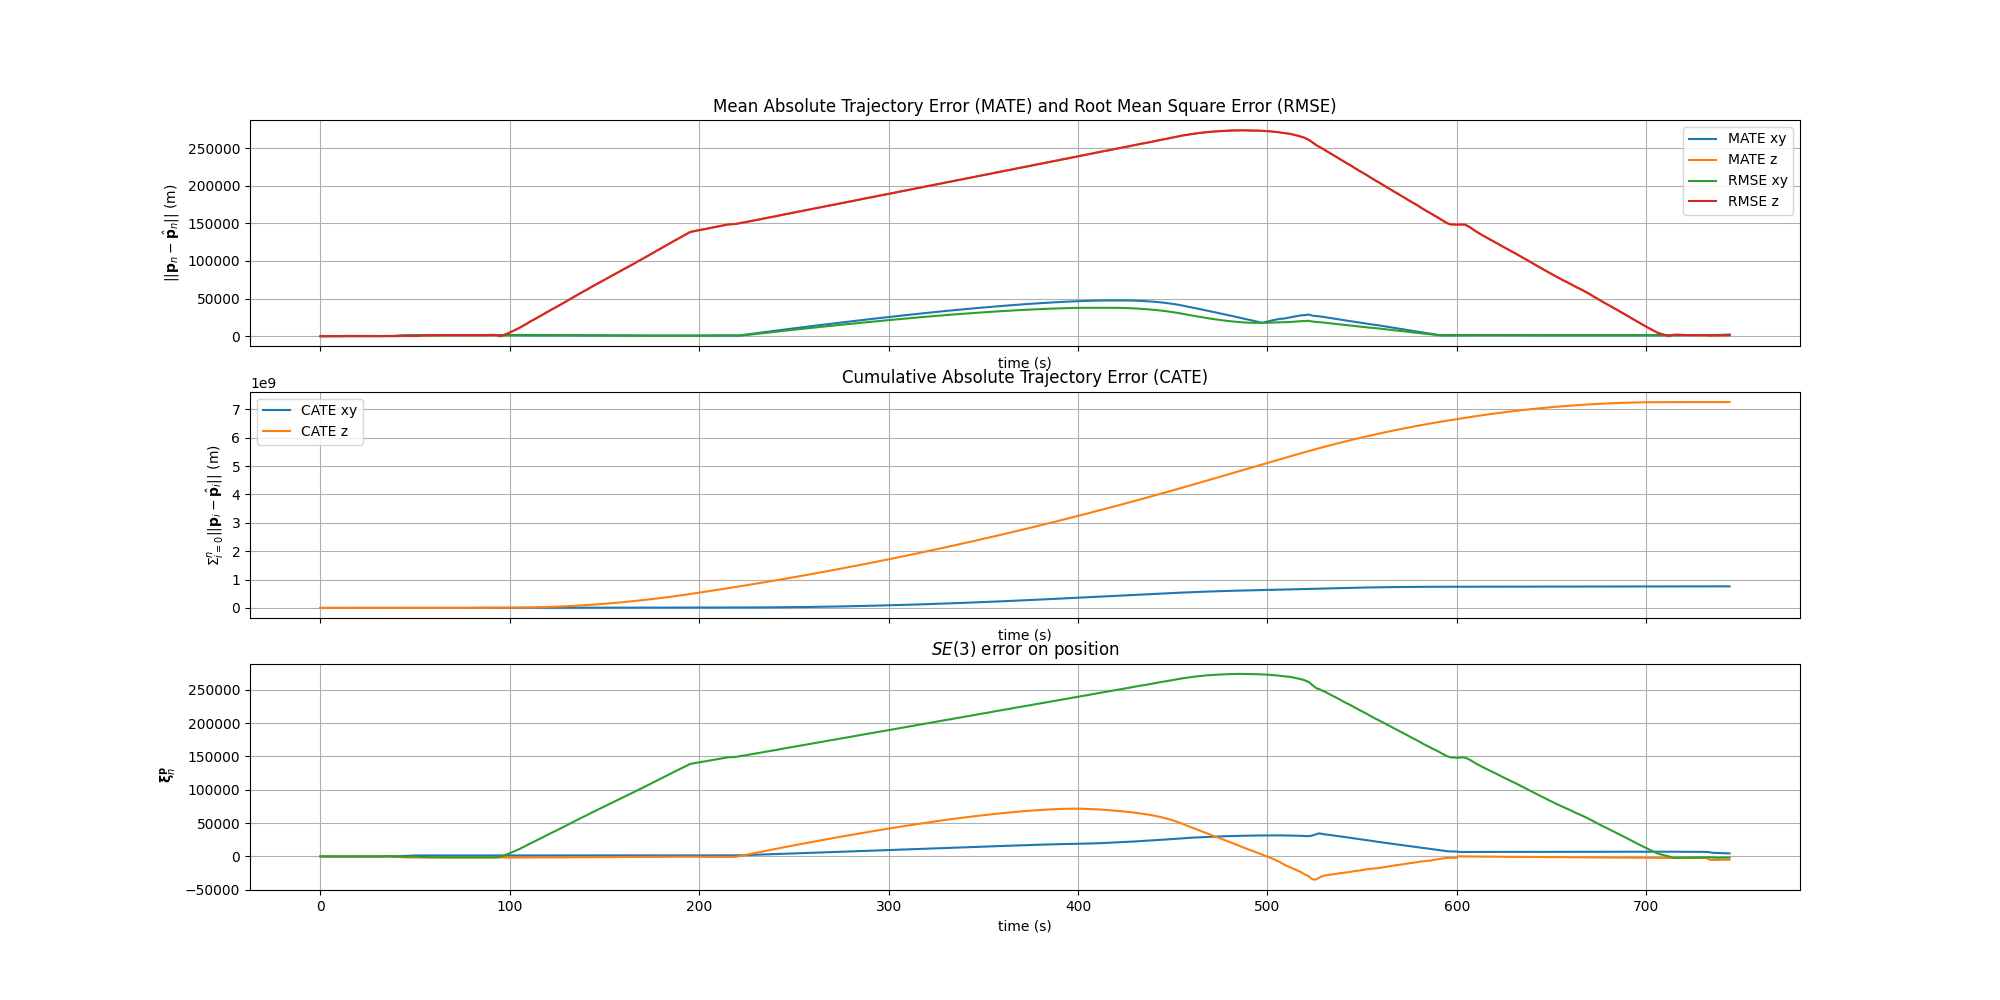 Mean Absolute Trajectory Error (MATE) and Root Mean Square Error (RMSE)
||𝐩ₙ − 𝐩̂ₙ|| (m)
250000
200000
150000
100000
50000
0
MATE xy
MATE z
RMSE xy
RMSE z
time (s)
Cumulative Absolute Trajectory Error (CATE)
1e9
Σⁿᵢ₌₀||𝐩ᵢ − 𝐩̂ᵢ|| (m)
7
6
5
4
3
2
1
0
CATE xy
CATE z
time (s)
SE(3) error on position
𝛏ₙᵖ
250000
200000
150000
100000
50000
0
−50000
0 100 200 300 400 500 600 700
time (s)